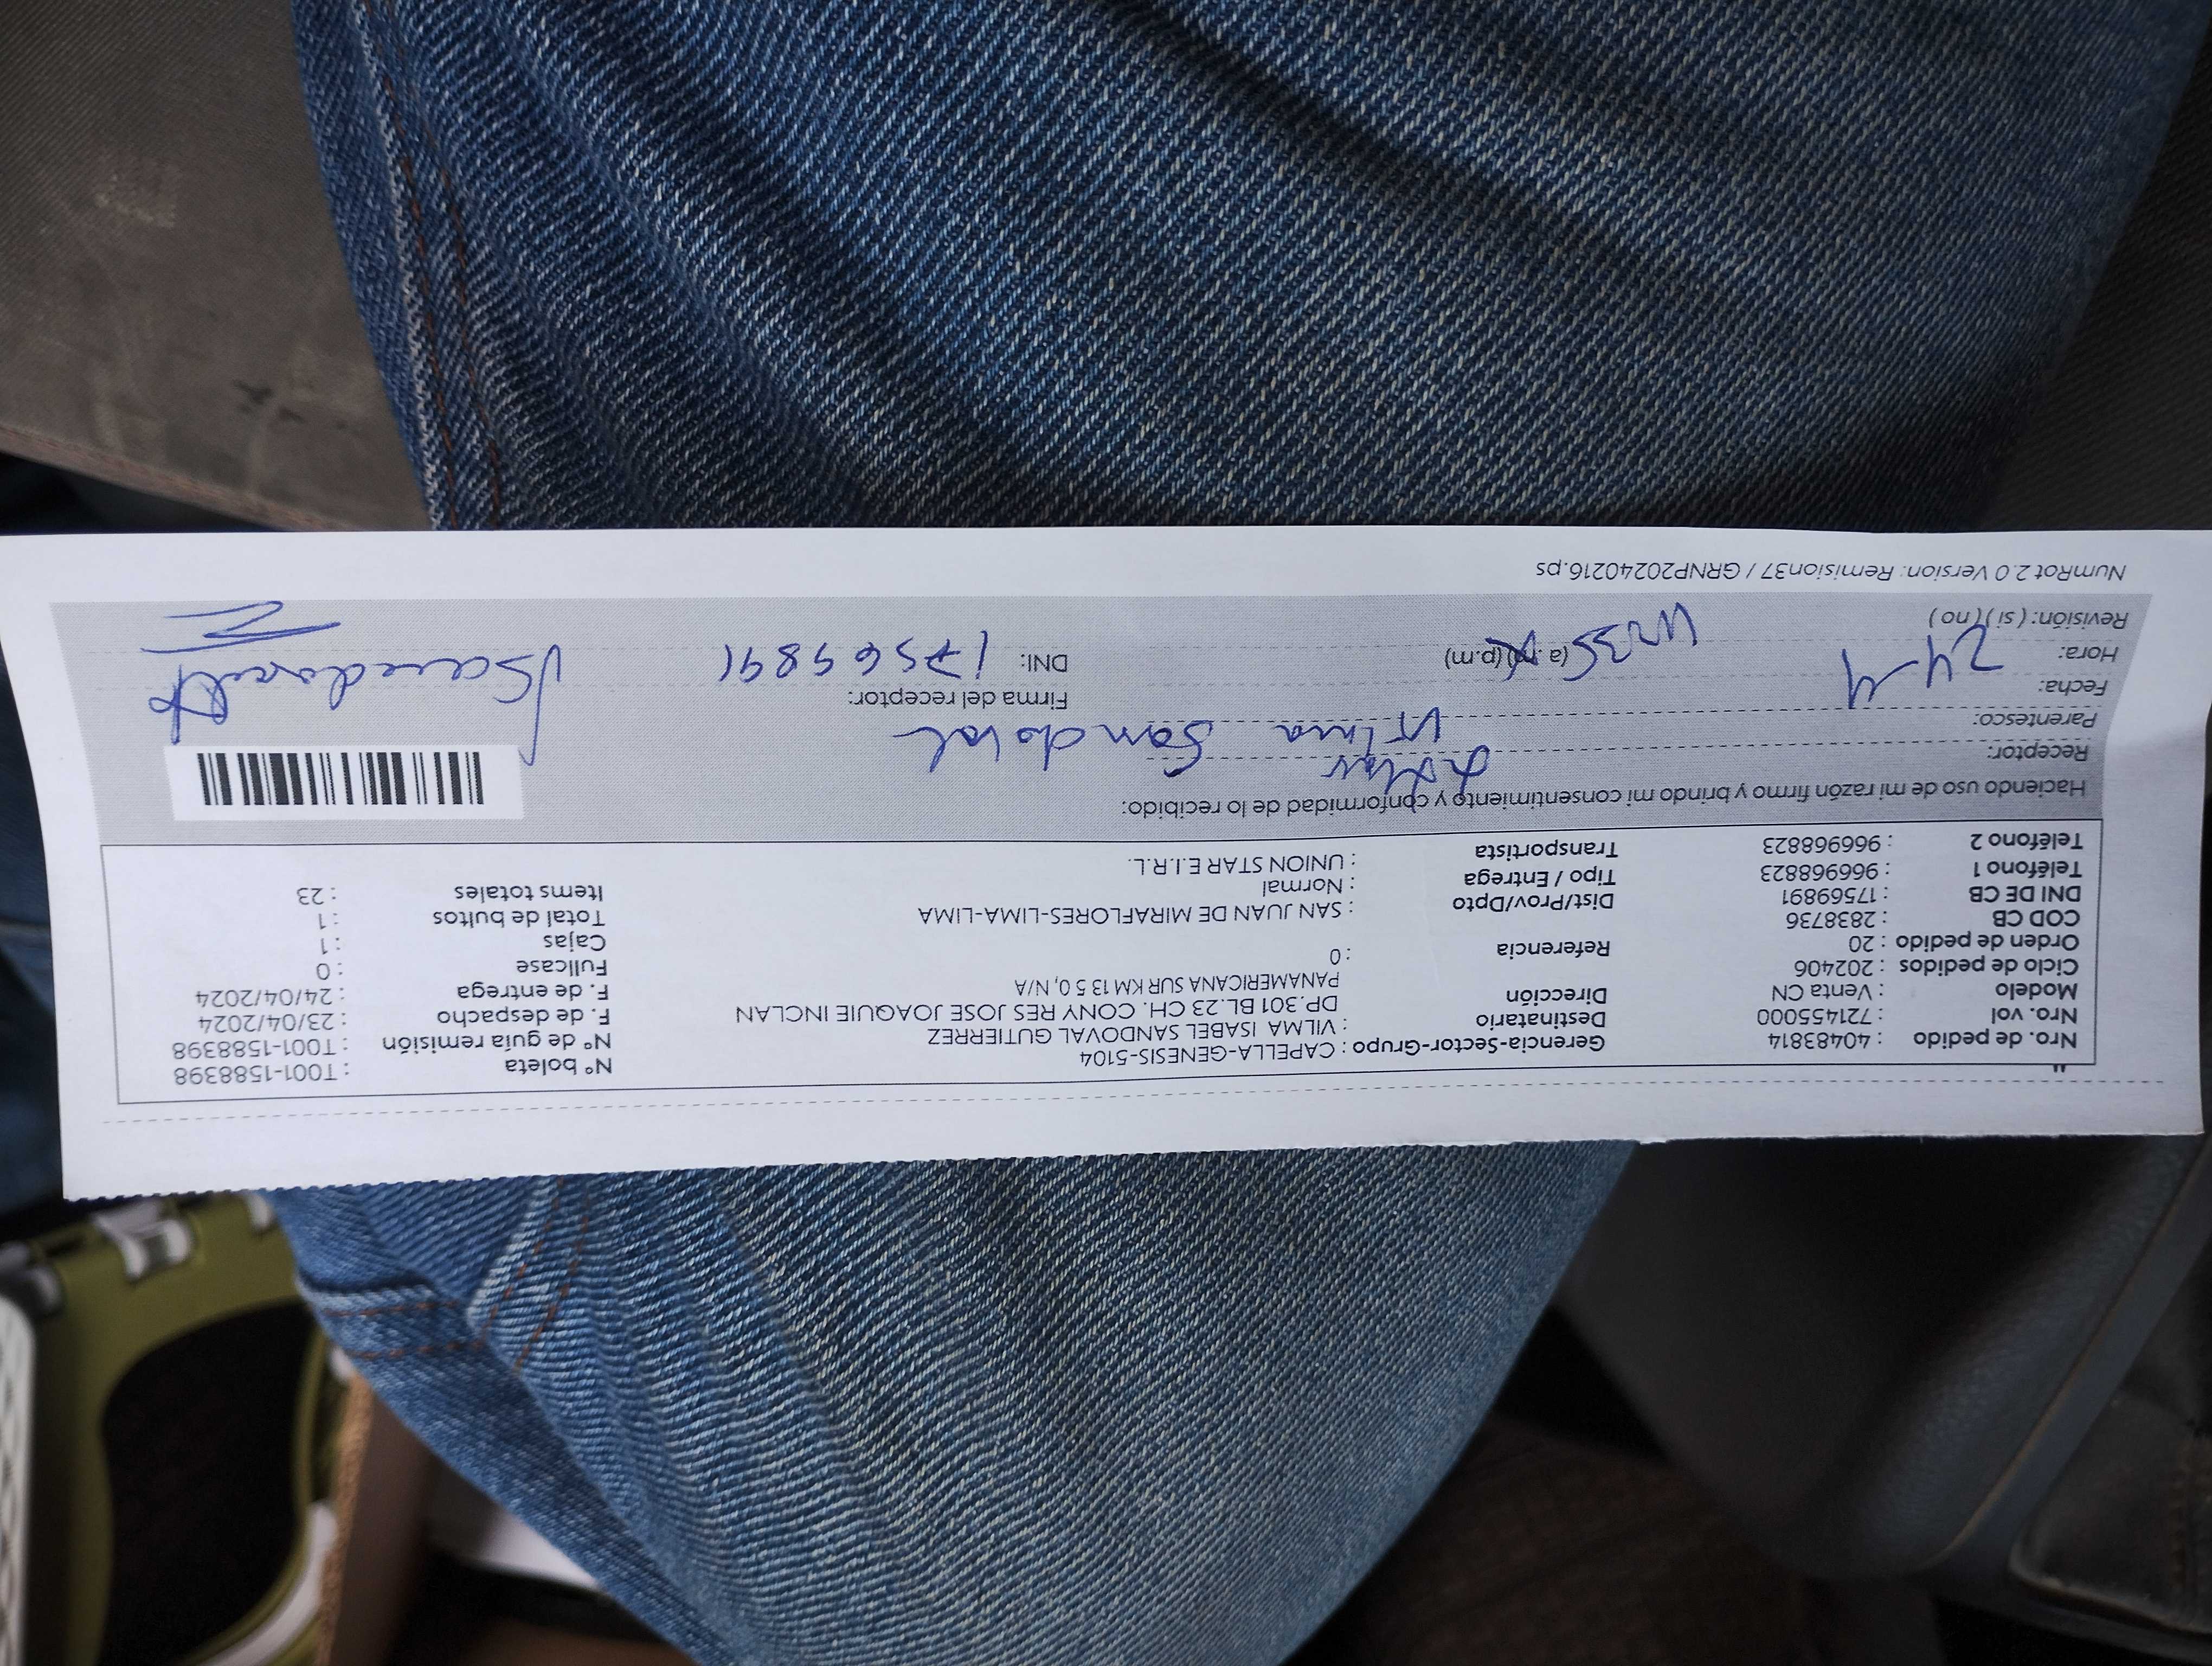 Nro. de pedido : 40483814 Gerencia-Sector-Grupo : CAPELLA-GENESIS-5104 N° boleta : T001-1588398
Nro. vol : 721455000 Destinatario : VILMA ISABEL SANDOVAL GUTIERREZ N° de guía remisión : T001-1588398
Modelo : Venta CN Dirección DP.301 BL.23 CH. CONY RES JOSE JOAQUIE INCLAN F. de despacho : 23/04/2024
PANAMERICANA SUR KM 13 5 0, N/A
Ciclo de pedidos : 202406 F. de entrega : 24/04/2024
Orden de pedido : 20 Referencia : 0 Fullcase : 0
COD CB : 2838736 Cajas : 1
DNI DE CB : 17569891 Dist/Prov/Dpto : SAN JUAN DE MIRAFLORES-LIMA-LIMA Total de bultos : 1
Teléfono 1 : 966968823 Tipo / Entrega : Normal Items totales : 23
Teléfono 2 : 966968823 Transportista : UNION STAR E.I.R.L.
Haciendo uso de mi razón firmo y brindo mi consentimiento y conformidad de lo recibido:
Receptor:
Parentesco: Vilma Sandoval
Fecha: 24 Firma del receptor:
Hora: (a.m) (p.m) DNI: 17569891
Revisión: ( si ) ( no )
NumRot 2.0 Version: Remision37 / GRNP20240216.ps